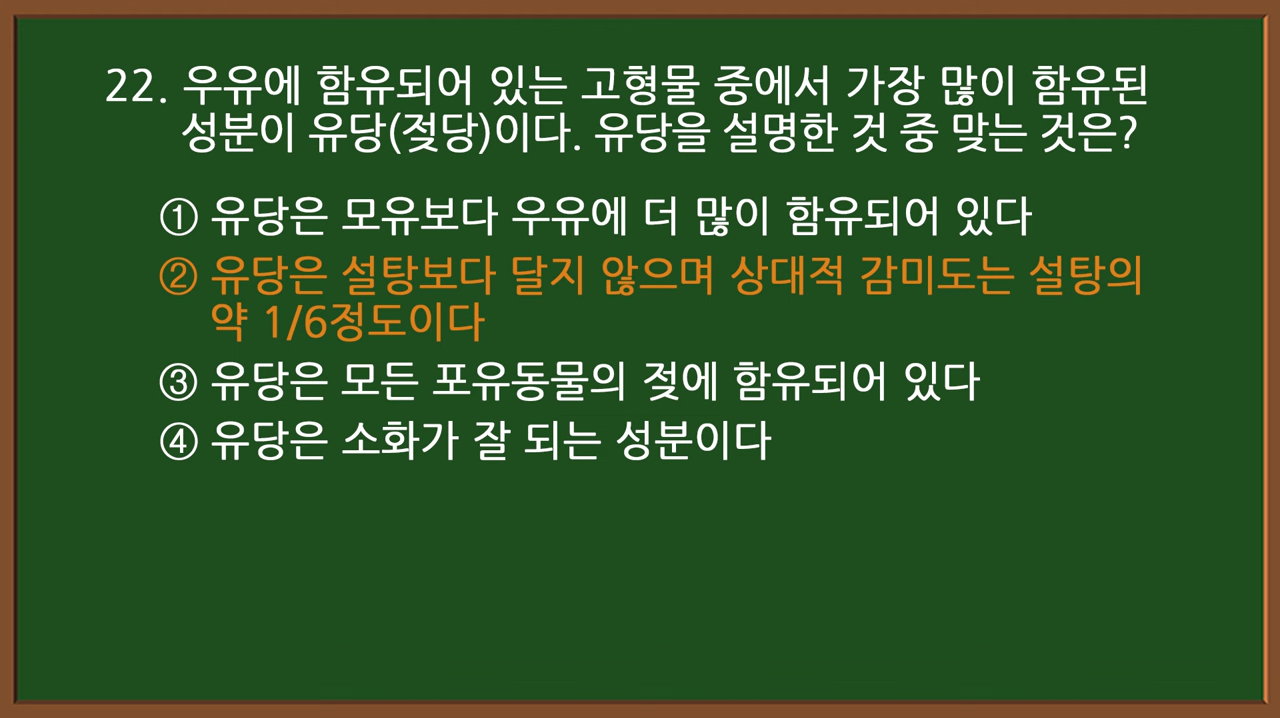 22. 우유에 함유되어 있는 고형물 중에서 가장 많이 함유된
성분이 유당(젖당)이다. 유당을 설명한 것 중 맞는 것은?
① 유당은 모유보다 우유에 더 많이 함유되어 있다
② 유당은 설탕보다 달지 않으며 상대적 감미도는 설탕의
약 1/6정도이다
③ 유당은 모든 포유동물의 젖에 함유되어 있다
④ 유당은 소화가 잘 되는 성분이다